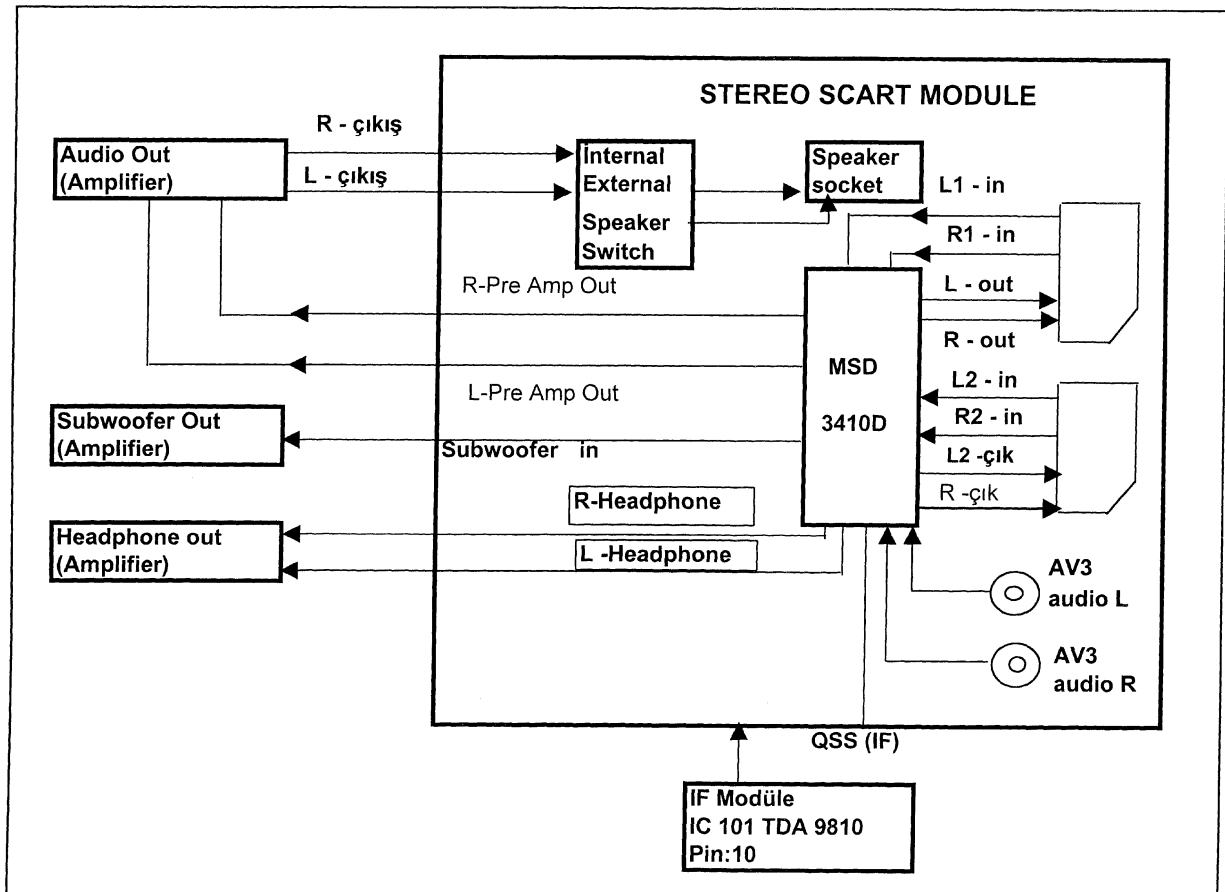 STEREO SCART MODULE
R - çıkış
L - çıkış
Audio Out
(Amplifier)
İnternal
External
Speaker
Switch
Speaker
socket
L1 - in
R1 - in
L - out
R - out
R-Pre Amp Out
L-Pre Amp Out
MSD
3410D
L2 - in
R2 - in
L2 -çık
R -çık
Subwoofer Out
(Amplifier)
Subwoofer in
R-Headphone
L -Headphone
Headphone out
(Amplifier)
AV3
audio L
AV3
audio R
QSS (IF)
IF Modüle
IC 101 TDA 9810
Pin:10